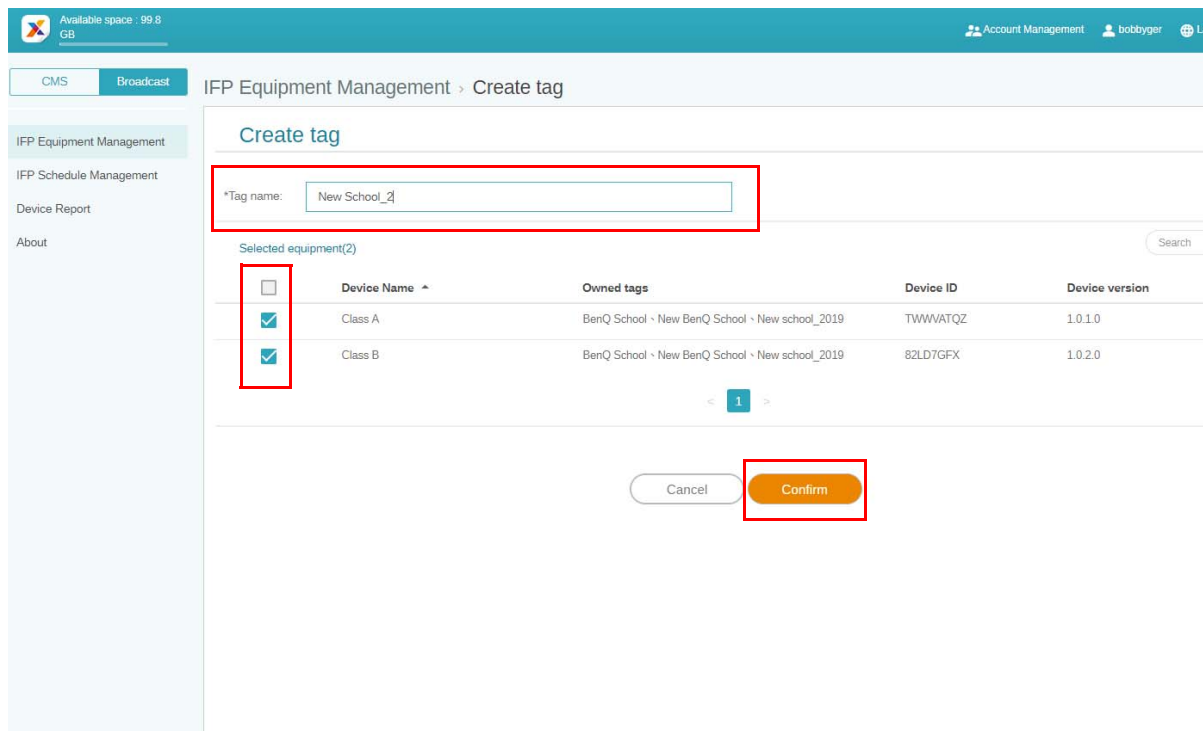 Available space : 99.8
GB
Account Management bobbyger L
CMS Broadcast
IFP Equipment Management › Create tag
IFP Equipment Management
IFP Schedule Management
Device Report
About
Create tag
*Tag name: New School_2
Selected equipment(2) Search
Device Name Owned tags Device ID Device version
Class A BenQ School、New BenQ School、New school_2019 TWWVATQZ 1.0.1.0
Class B BenQ School、New BenQ School、New school_2019 82LD7GFX 1.0.2.0
< 1 >
Cancel Confirm